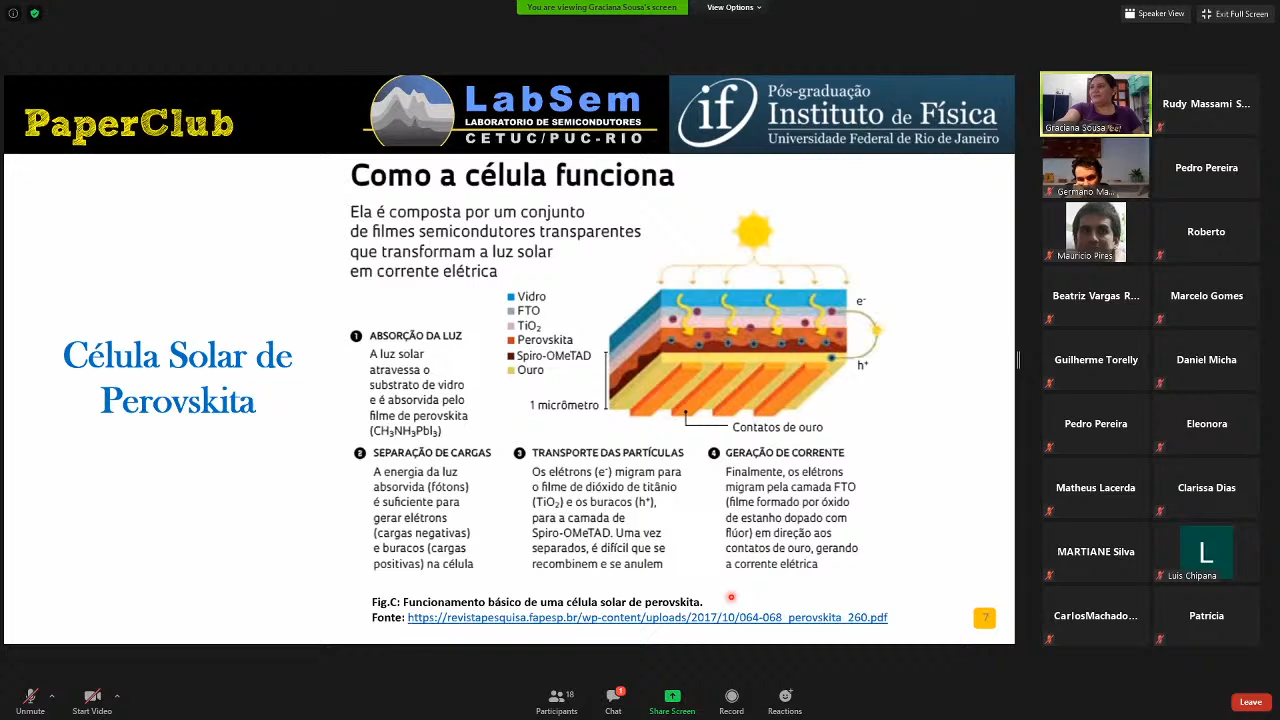 You are viewing Graciana Sousa's screen
View Options
Speaker View
Exit Full Screen
PaperClub
LabSem
LABORATORIO DE SEMICONDUTORES
CETUC/PUC-RIO
if
Pós-graduação
Instituto de Física
Universidade Federal do Rio de Janeiro
Célula Solar de
Perovskita
Como a célula funciona
Ela é composta por um conjunto
de filmes semicondutores transparentes
que transformam a luz solar
em corrente elétrica
Vidro
FTO
TiO₂
Perovskita
Spiro-OMeTAD
Ouro
1 micrômetro
e⁻
h⁺
Contatos de ouro
1 ABSORÇÃO DA LUZ
A luz solar
atravessa o
substrato de vidro
e é absorvida pelo
filme de perovskita
(CH₃NH₃PbI₃)
2 SEPARAÇÃO DE CARGAS
A energia da luz
absorvida (fótons)
é suficiente para
gerar elétrons
(cargas negativas)
e buracos (cargas
positivas) na célula
3 TRANSPORTE DAS PARTÍCULAS
Os elétrons (e⁻) migram para
o filme de dióxido de titânio
(TiO₂) e os buracos (h⁺),
para a camada de
Spiro-OMeTAD. Uma vez
separados, é difícil que se
recombinem e se anulem
4 GERAÇÃO DE CORRENTE
Finalmente, os elétrons
migram pela camada FTO
(filme formado por óxido
de estanho dopado com
flúor) em direção aos
contatos de ouro, gerando
a corrente elétrica
Fig.C: Funcionamento básico de uma célula solar de perovskita.
Fonte: https://revistapesquisa.fapesp.br/wp-content/uploads/2017/10/064-068_perovskita_260.pdf
7
Graciana Sousa
Rudy Massami S...
Germano Ma...
Pedro Pereira
Mauricio Pires
Roberto
Beatriz Vargas R...
Marcelo Gomes
Guilherme Torelly
Daniel Micha
Pedro Pereira
Eleonora
Matheus Lacerda
Clarissa Dias
MARTIANE Silva
L
Luis Chipana
CarlosMachado...
Patrícia
Unmute
Start Video
Participants
18
Chat
1
Share Screen
Record
Reactions
Leave